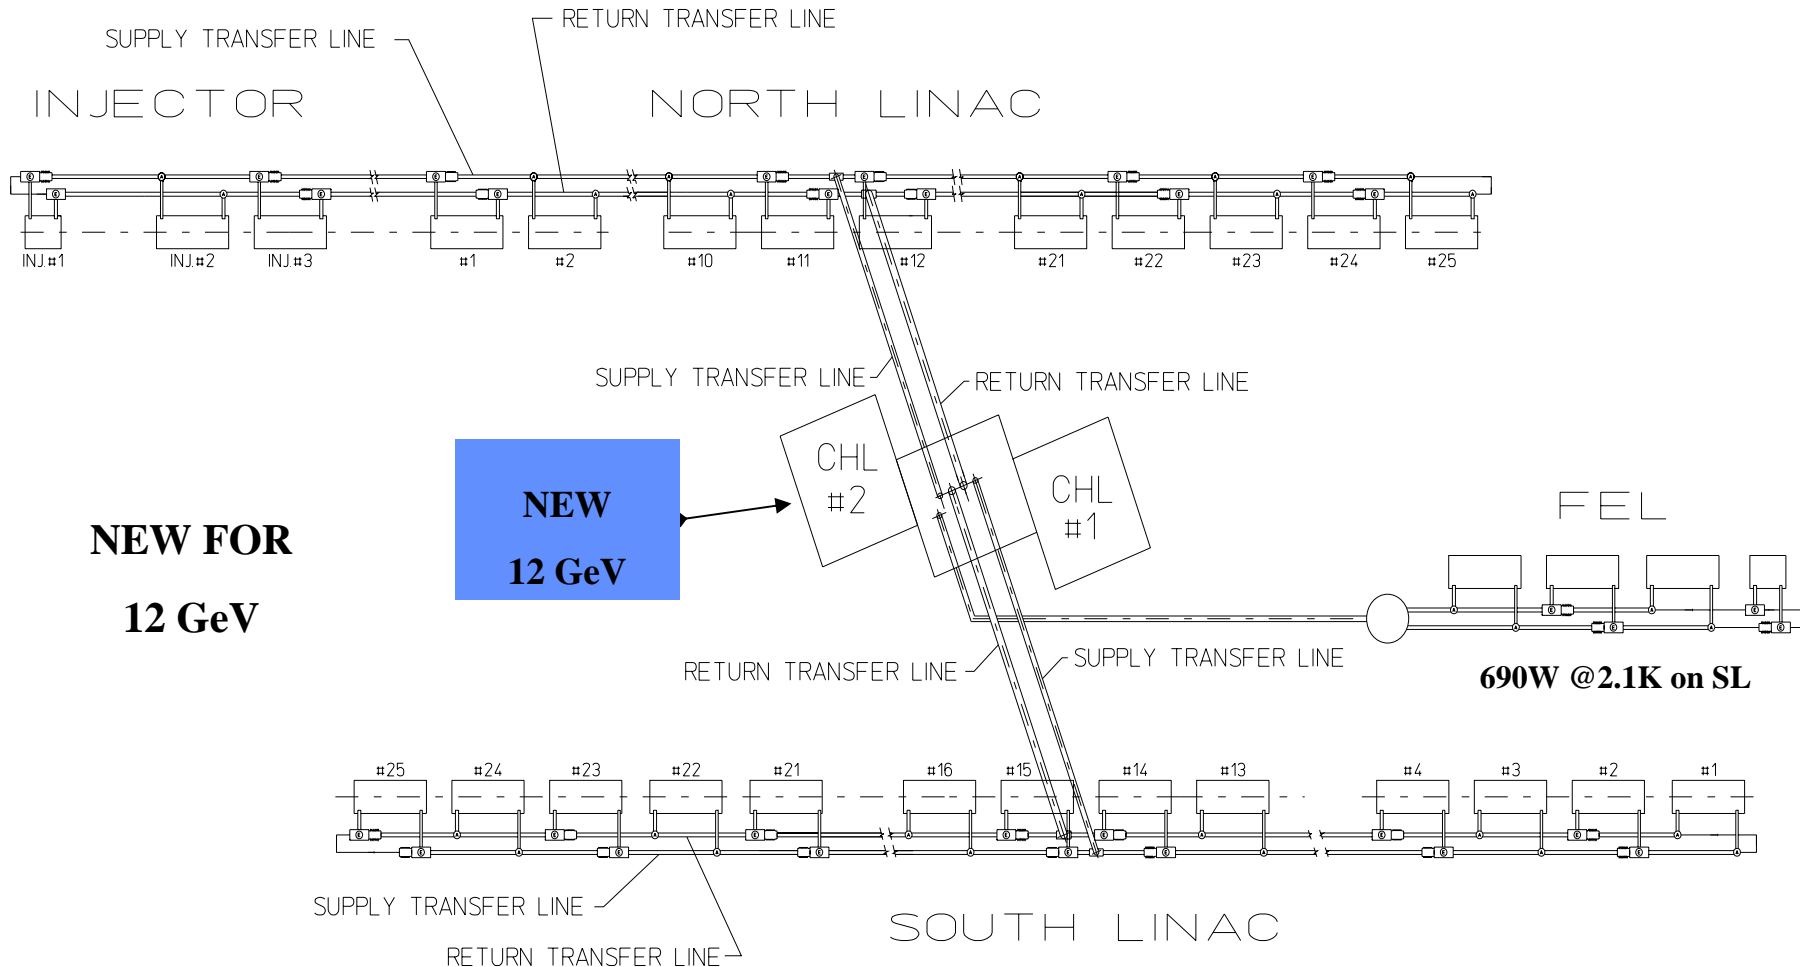 RETURN TRANSFER LINE
SUPPLY TRANSFER LINE
INJECTOR
NORTH LINAC
INJ.#1
INJ.#2
INJ.#3
#1
#2
#10
#11
#12
#21
#22
#23
#24
#25
SUPPLY TRANSFER LINE
RETURN TRANSFER LINE
CHL
#2
CHL
#1
NEW
12 GeV
NEW FOR
12 GeV
FEL
RETURN TRANSFER LINE
SUPPLY TRANSFER LINE
690W @2.1K on SL
#25
#24
#23
#22
#21
#16
#15
#14
#13
#4
#3
#2
#1
SUPPLY TRANSFER LINE
RETURN TRANSFER LINE
SOUTH LINAC